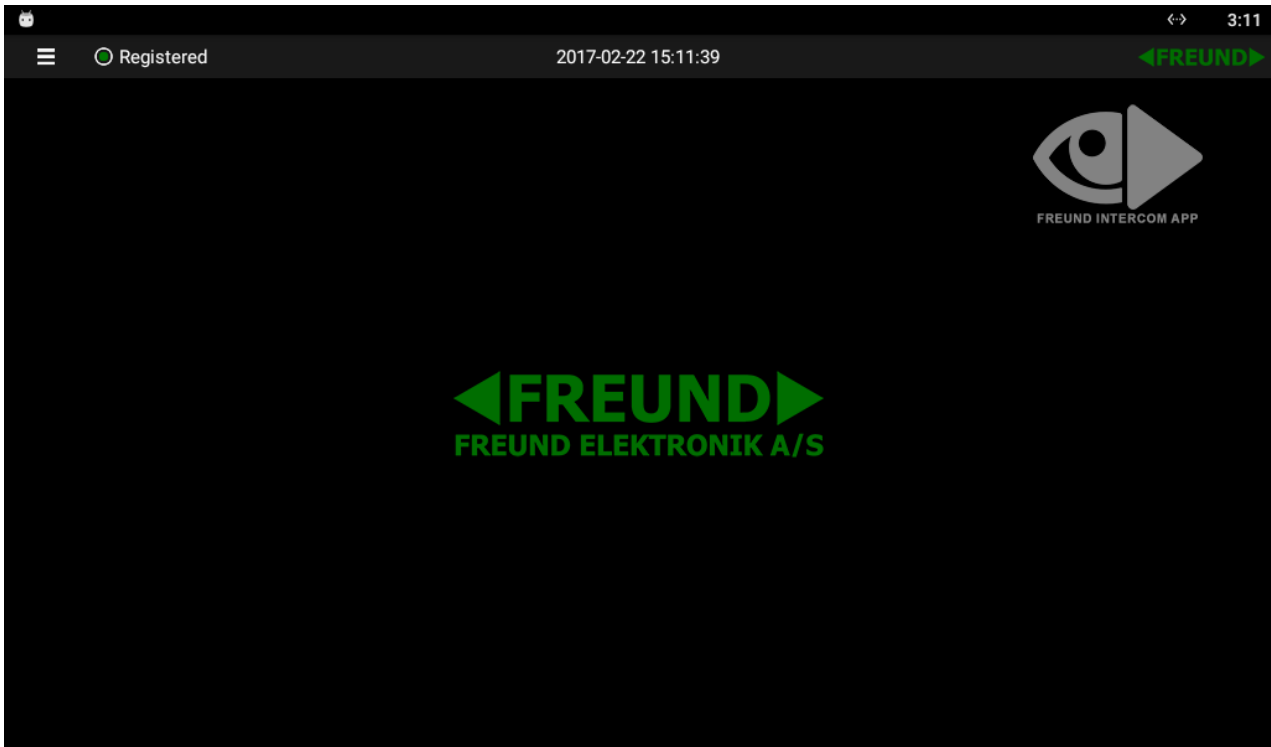 3:11
Registered
2017-02-22 15:11:39
FREUND
FREUND INTERCOM APP
FREUND
FREUND ELEKTRONIK A/S